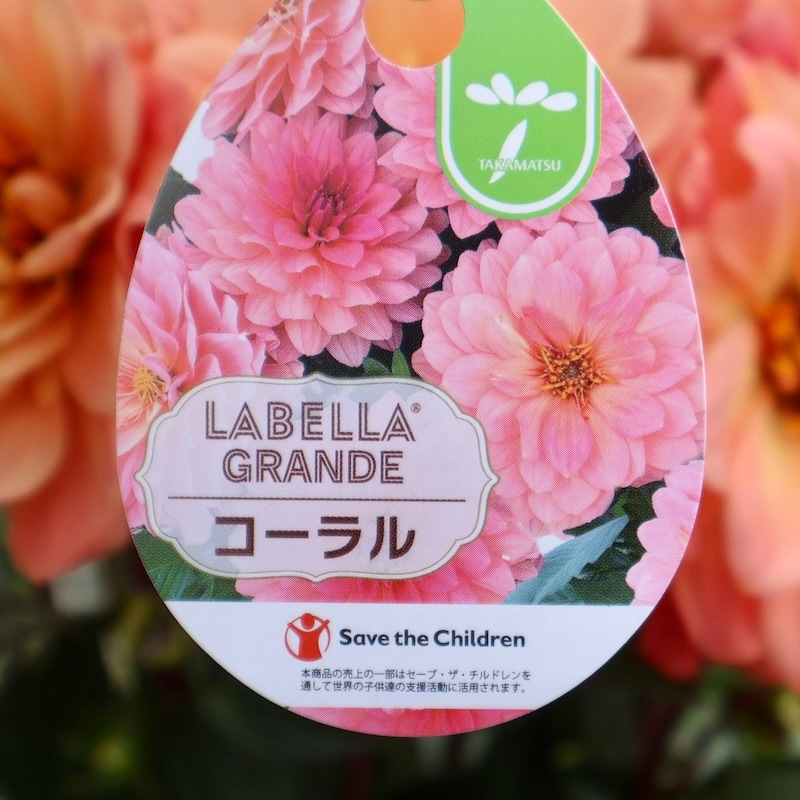 TAKAMATSU
LABELLA®
GRANDE
コーラル
Save the Children
本商品の売上の一部はセーブ・ザ・チルドレンを
通して世界の子供達の支援活動に活用されます。